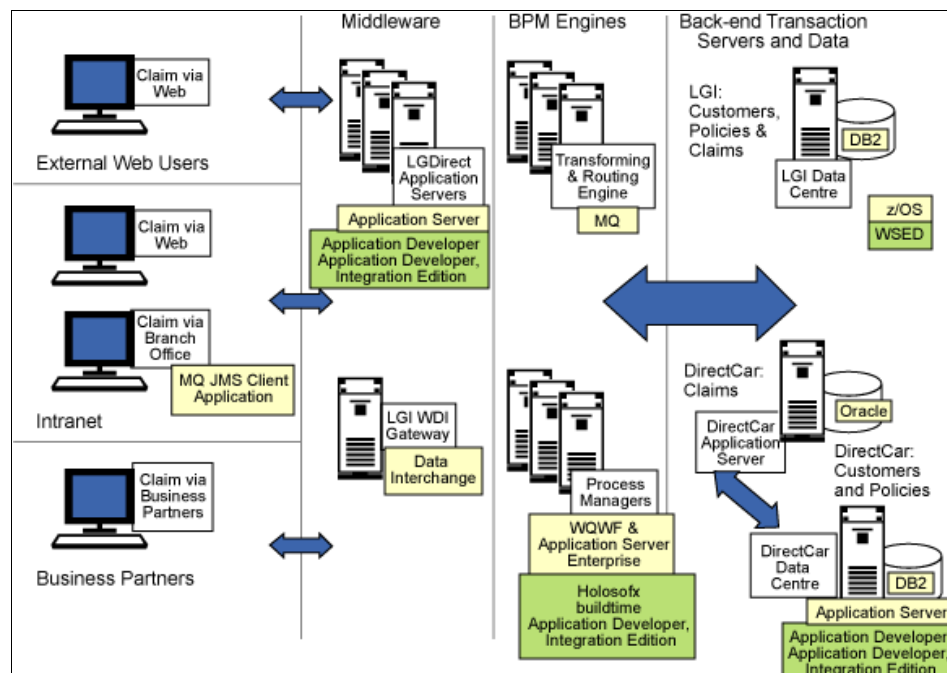 Middleware
BPM Engines
Back-end Transaction
Servers and Data
Claim via
Web
External Web Users
LGDirect
Application
Servers
Application Server
Application Developer
Application Developer,
Integration Edition
Transforming
& Routing
Engine
MQ
LGI:
Customers,
Policies &
Claims
DB2
LGI Data
Centre
z/OS
WSED
Claim via
Web
Claim via
Branch
Office
MQ JMS Client
Application
Intranet
LGI WDI
Gateway
Data
Interchange
Process
Managers
WQWF &
Application Server
Enterprise
Holosofx
buildtime
Application Developer,
Integration Edition
DirectCar:
Claims
Oracle
DirectCar
Application
Server
DirectCar:
Customers
and Policies
DirectCar
Data
Centre
DB2
Application Server
Application Developer
Application Developer,
Integration Edition
Claim via
Business
Partners
Business Partners